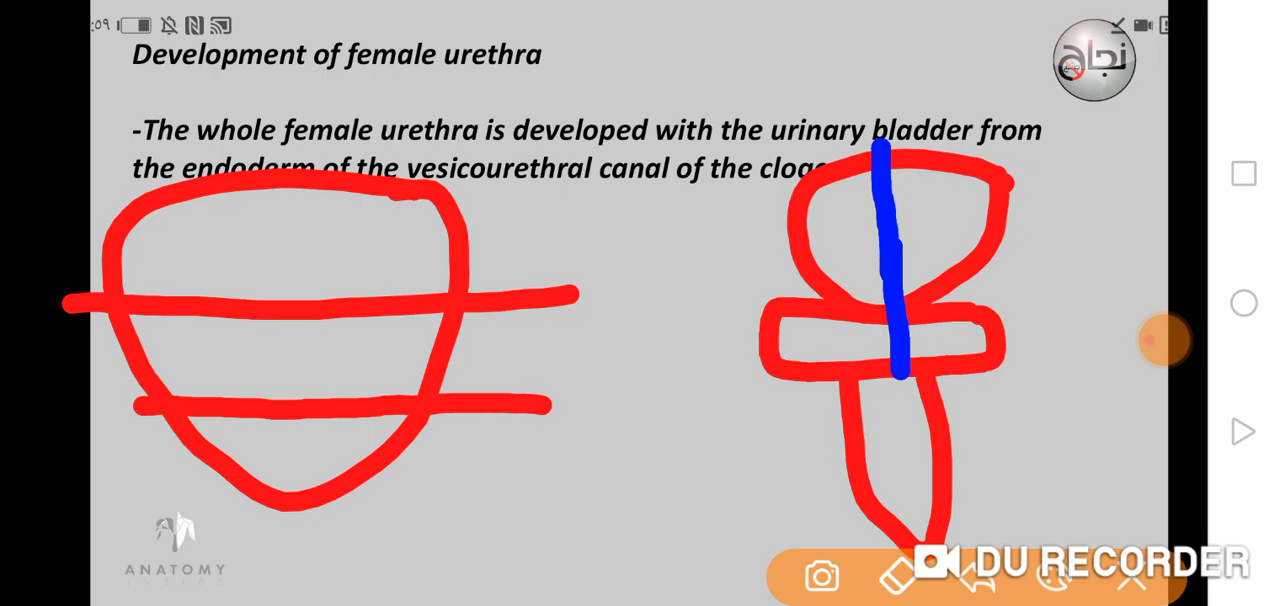 :٥٩
Development of female urethra
-The whole female urethra is developed with the urinary bladder from
the endoderm of the vesicourethral canal of the
ANATOMY
DU RECORDER